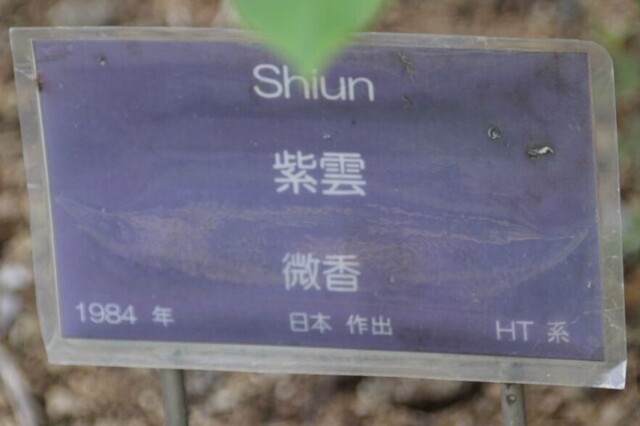 Shiun
紫雲
微香
1984 年 日本 作出 HT 系